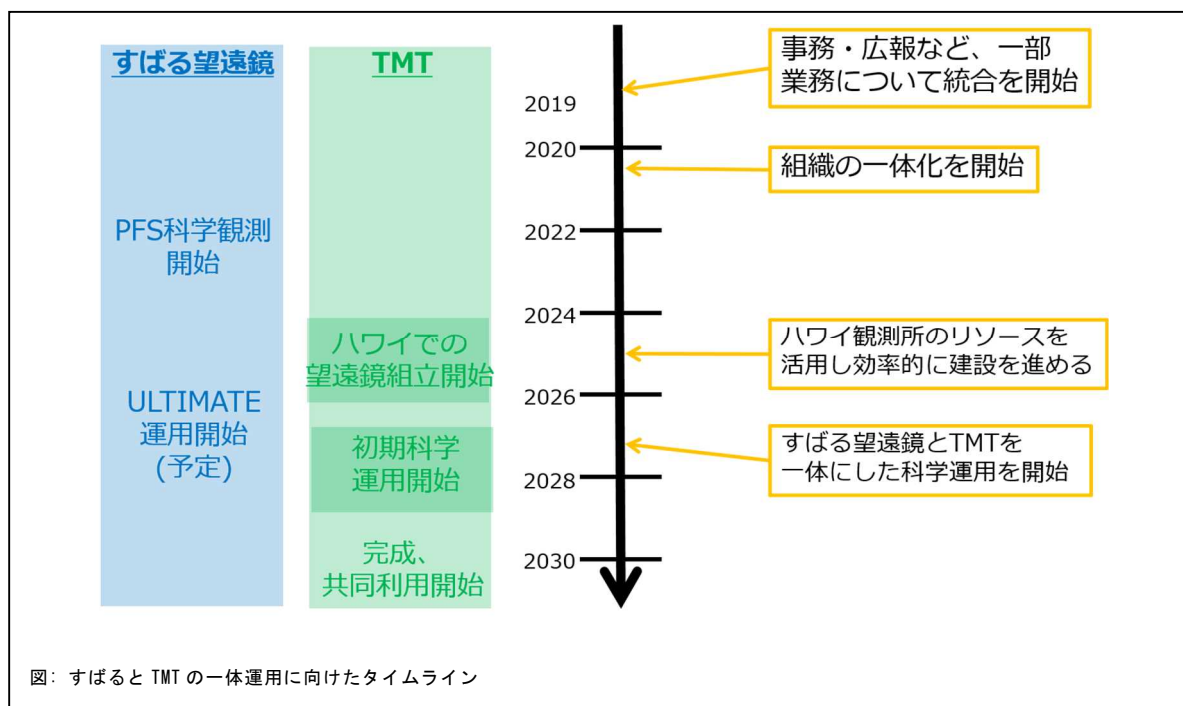 すばる望遠鏡
PFS科学観測
開始
ULTIMATE
運用開始
(予定)
TMT
ハワイでの
望遠鏡組立開始
初期科学
運用開始
完成、
共同利用開始
2019
2020
2022
2024
2026
2028
2030
事務・広報など、一部
業務について統合を開始
組織の一体化を開始
ハワイ観測所のリソースを
活用し効率的に建設を進める
すばる望遠鏡とTMTを
一体にした科学運用を開始
図: すばると TMT の一体運用に向けたタイムライン